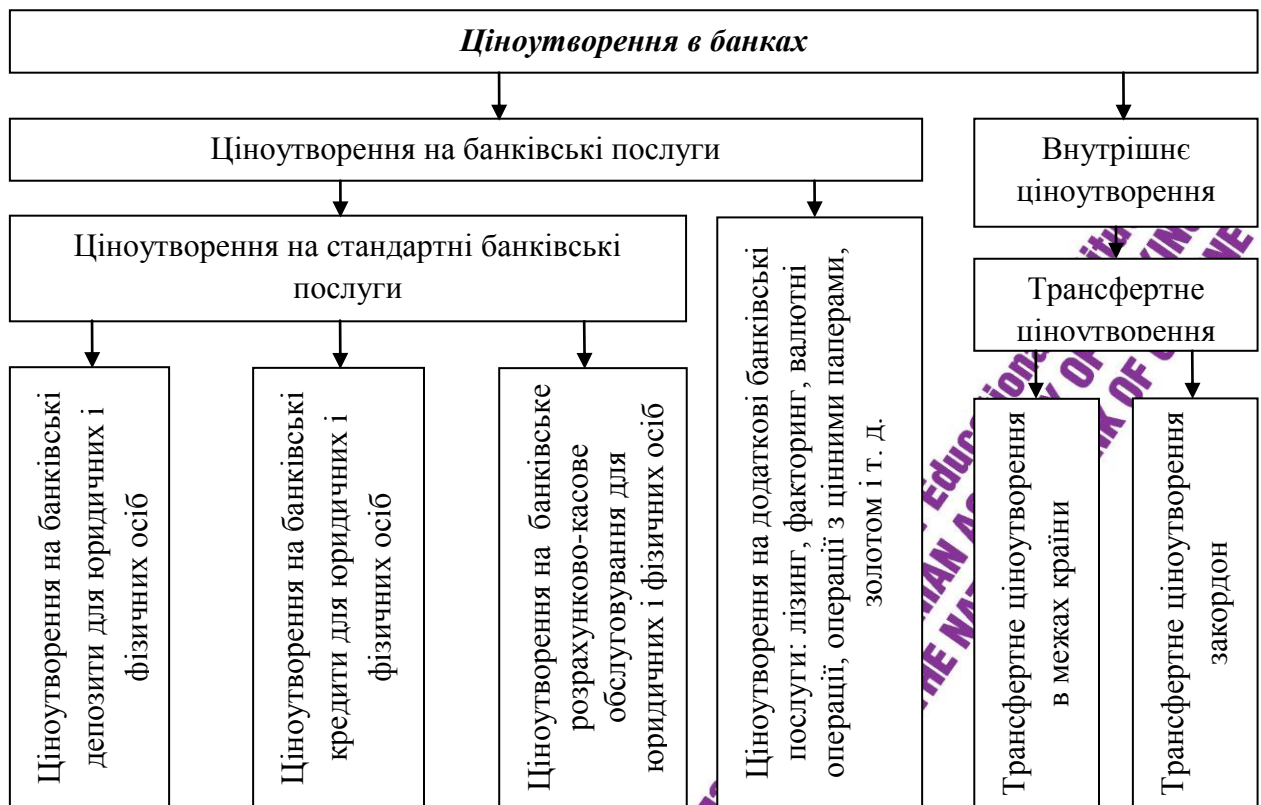 Ціноутворення в банках
Ціноутворення на банківські послуги
Внутрішнє
ціноутворення
Ціноутворення на стандартні банківські
послуги
Трансфертне
ціноутворення
Ціноутворення на банківські
депозити для юридичних і
фізичних осіб
Ціноутворення на банківські
кредити для юридичних і
фізичних осіб
Ціноутворення на банківське
розрахунково-касове
обслуговування для
юридичних і фізичних осіб
Ціноутворення на додаткові банківські
послуги: лізинг, факторинг, валютні
операції, операції з цінними паперами,
золотом і т. д.
Трансфертне ціноутворення
в межах країни
Трансфертне ціноутворення
закордон
OF
THE
OF